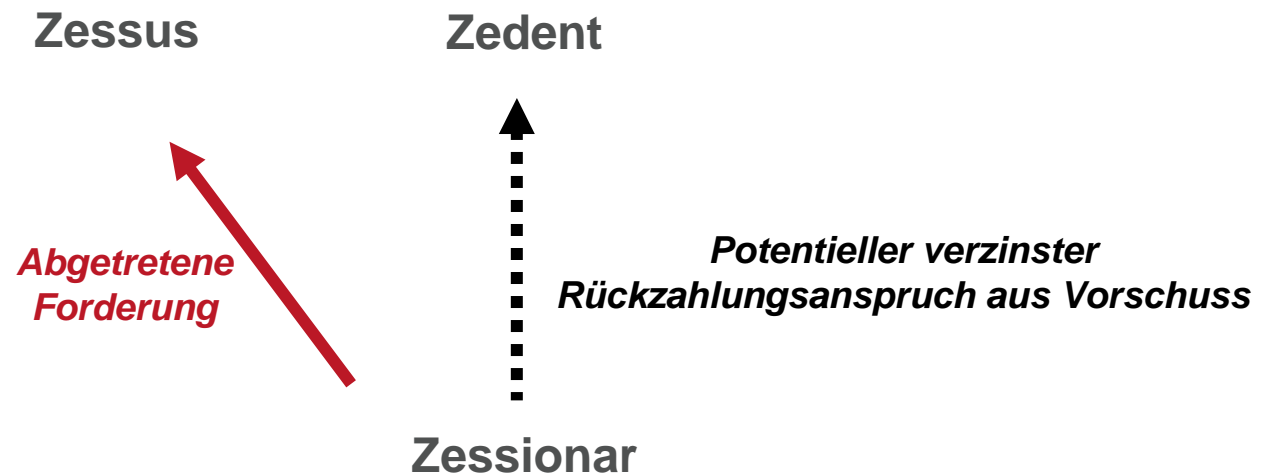 Zessus
Zedent
Abgetretene
Forderung
Potentieller verzinster
Rückzahlungsanspruch aus Vorschuss
Zessionar